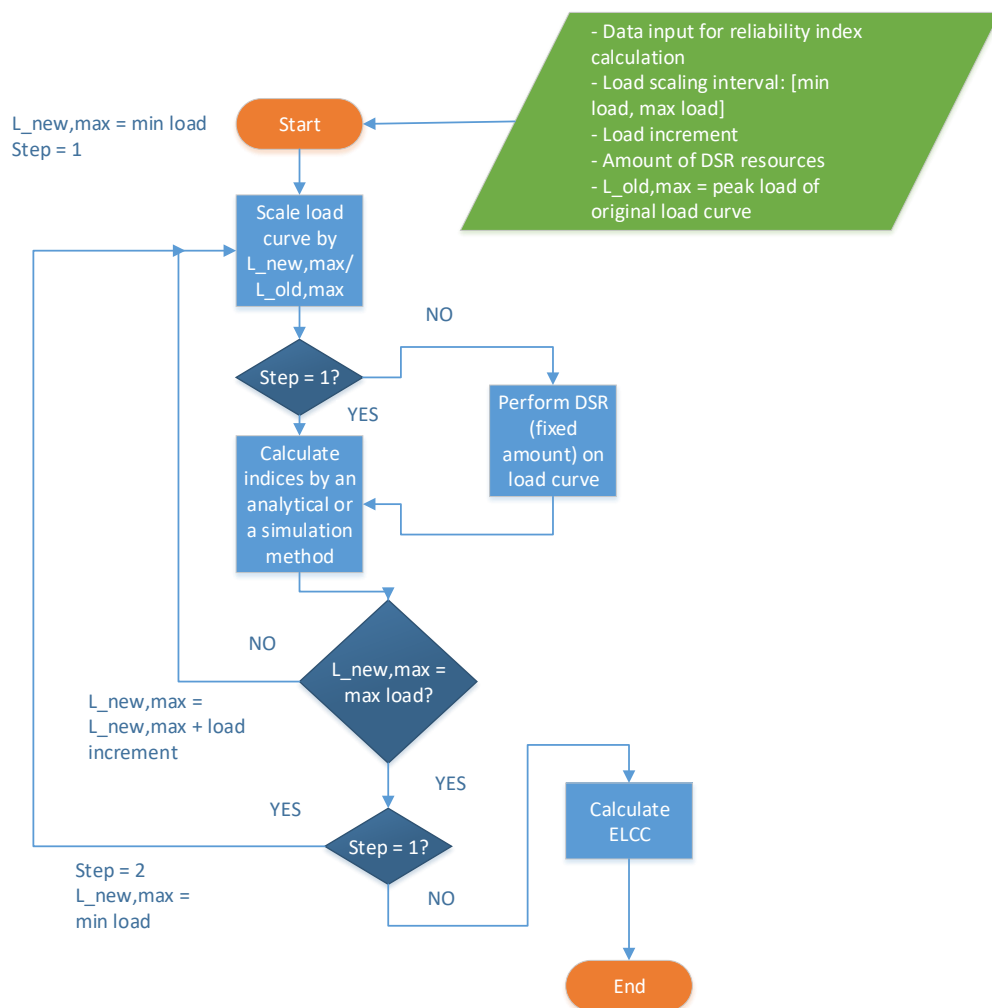 - Data input for reliability index
calculation
- Load scaling interval: [min
load, max load]
- Load increment
- Amount of DSR resources
- L_old,max = peak load of
original load curve
L_new,max = min load
Step = 1
Start
Scale load
curve by
L_new,max/
L_old,max
NO
Step = 1?
YES
Perform DSR
(fixed
amount) on
load curve
Calculate
indices by an
analytical or
a simulation
method
NO
L_new,max =
max load?
L_new,max =
L_new,max + load
increment
YES
YES
Step = 1?
Calculate
ELCC
Step = 2
L_new,max =
min load
NO
End